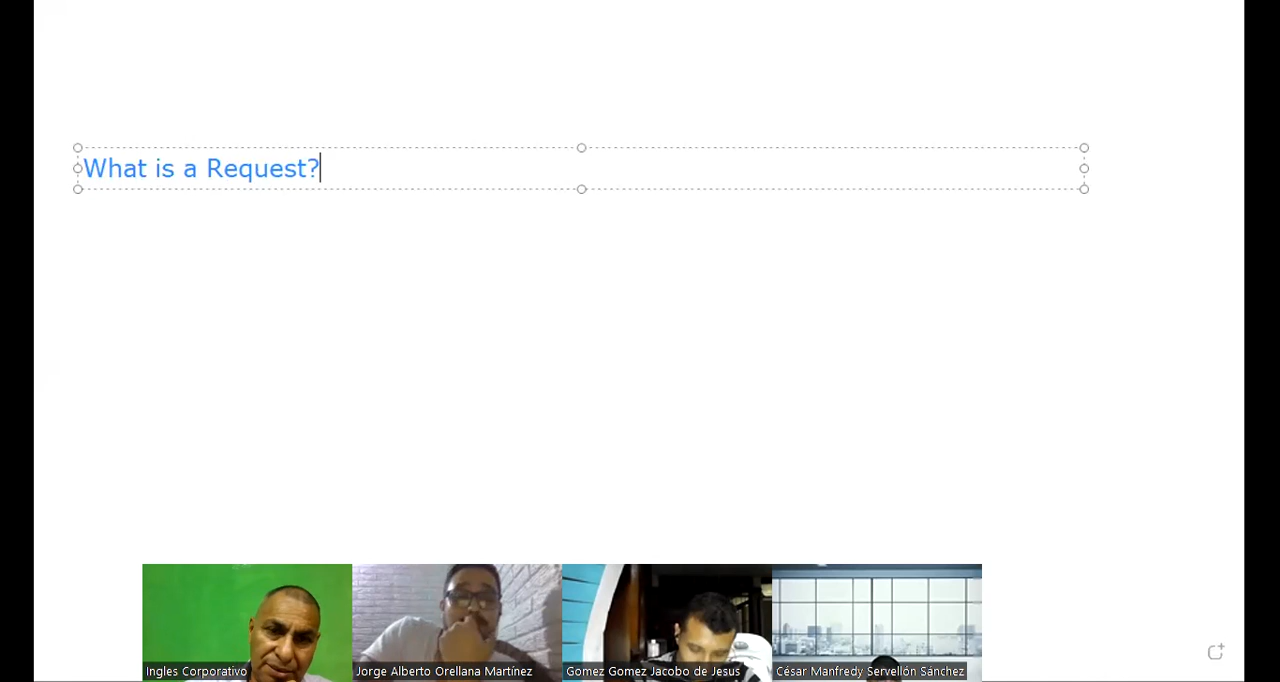 What is a Request?
Ingles Corporativo
Jorge Alberto Orellana Martínez
Gomez Gomez Jacobo de Jesus
César Manfredy Servellón Sánchez